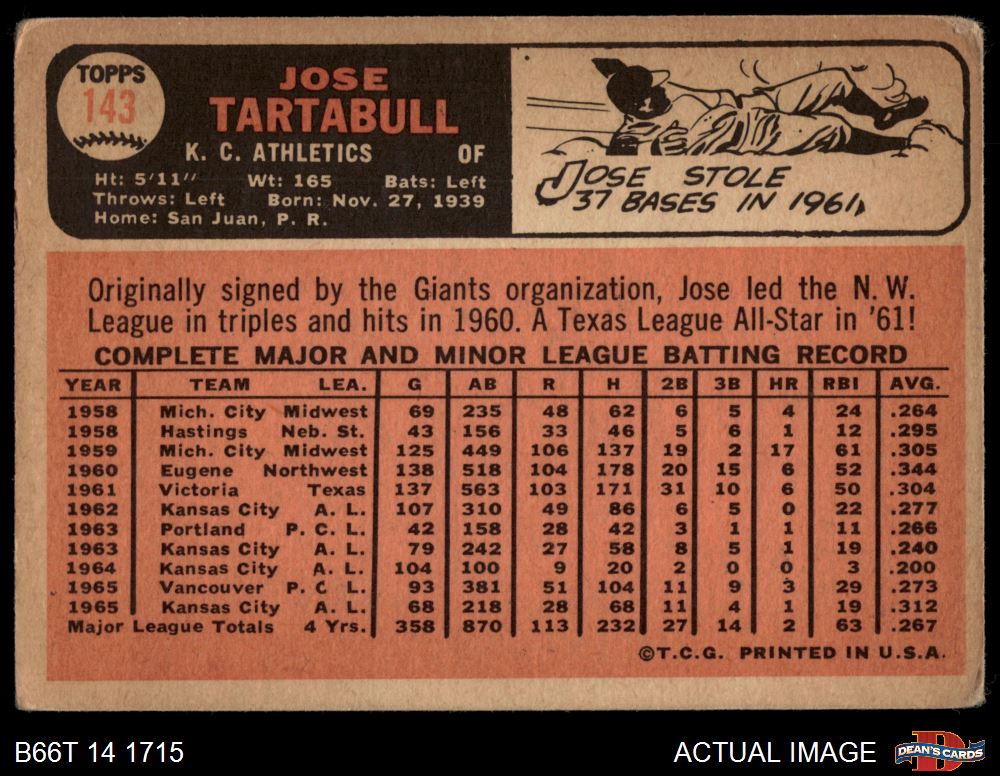 TOPPS
143
JOSE
TARTABULL
K. C. ATHLETICS OF
Ht: 5'11" Wt: 165 Bats: Left
Throws: Left Born: Nov. 27, 1939
Home: San Juan, P. R.
JOSE STOLE
37 BASES IN 1961
Originally signed by the Giants organization, Jose led the N. W.
League in triples and hits in 1960. A Texas League All-Star in '61!
COMPLETE MAJOR AND MINOR LEAGUE BATTING RECORD
YEAR TEAM LEA. G AB R H 2B 3B HR RBI AVG.
1958 Mich. City Midwest 69 235 48 62 6 5 4 24 .264
1958 Hastings Neb. St. 43 156 33 46 5 6 1 12 .295
1959 Mich. City Midwest 125 449 106 137 19 2 17 61 .305
1960 Eugene Northwest 138 518 104 178 20 15 6 52 .344
1961 Victoria Texas 137 563 103 171 31 10 6 50 .304
1962 Kansas City A. L. 107 310 49 86 6 5 0 22 .277
1963 Portland P. C. L. 42 158 28 42 3 1 1 11 .266
1963 Kansas City A. L. 79 242 27 58 8 5 1 19 .240
1964 Kansas City A. L. 104 100 9 20 2 0 0 3 .200
1965 Vancouver P. C L. 93 381 51 104 11 9 3 29 .273
1965 Kansas City A. L. 68 218 28 68 11 4 1 19 .312
Major League Totals 4 Yrs. 358 870 113 232 27 14 2 63 .267
©T.C.G. PRINTED IN U.S.A.
B66T 14 1715
ACTUAL IMAGE
D
DEAN'S CARDS